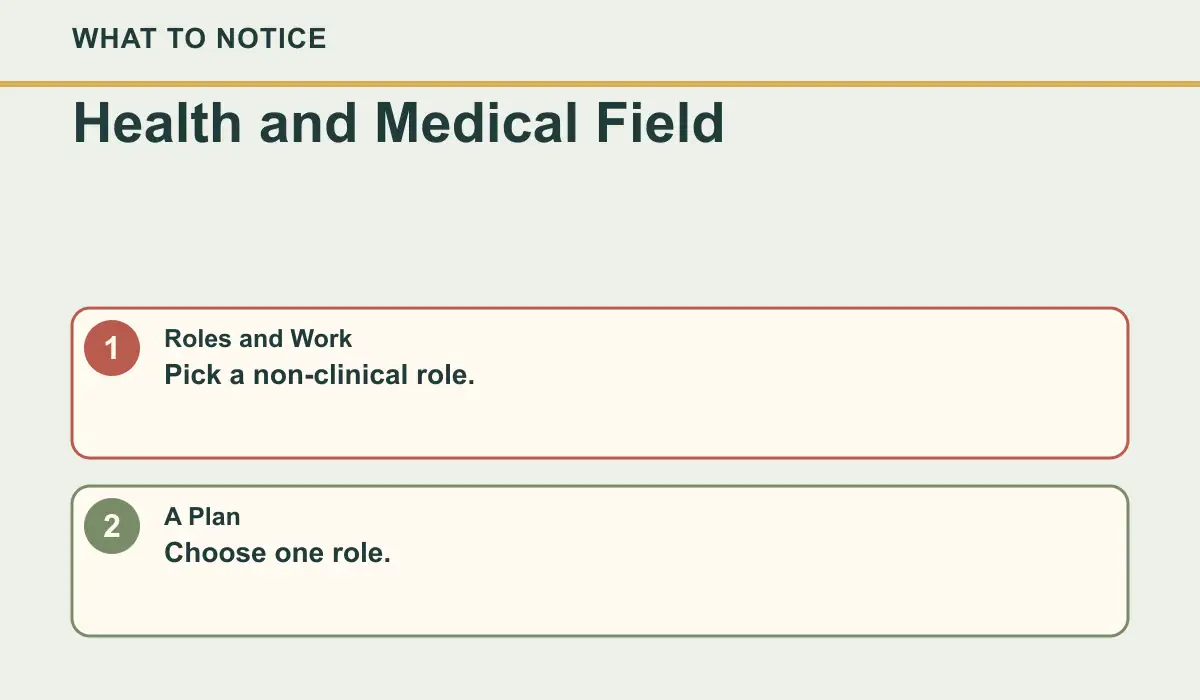 WHAT TO NOTICE
Health and Medical Field
1
Roles and Work
Pick a non-clinical role.
2
A Plan
Choose one role.